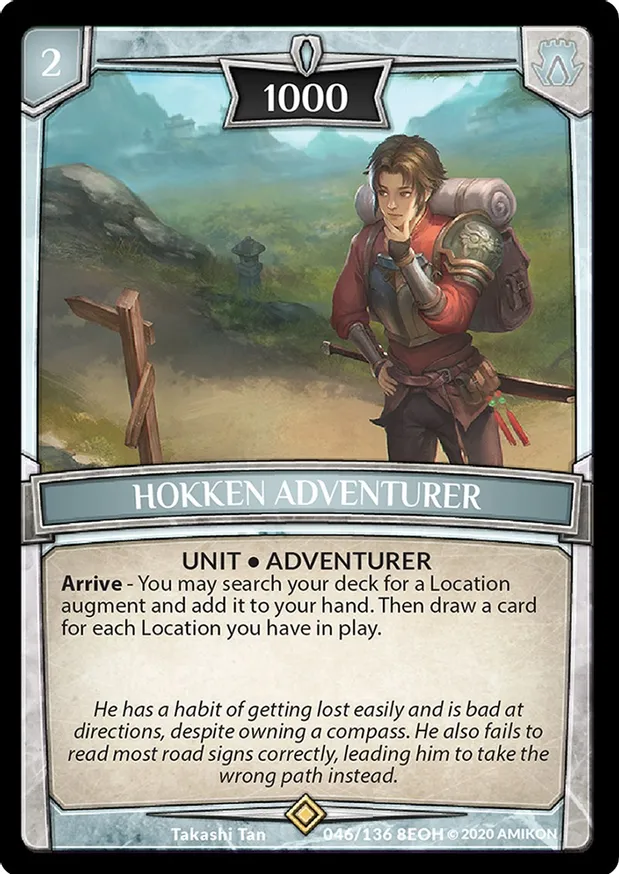 2
1000
HOKKEN ADVENTURER
UNIT • ADVENTURER
Arrive - You may search your deck for a Location
augment and add it to your hand. Then draw a card
for each Location you have in play.
He has a habit of getting lost easily and is bad at
directions, despite owning a compass. He also fails to
read most road signs correctly, leading him to take the
wrong path instead.
Takashi Tan 046/136 8EOH © 2020 AMIKON